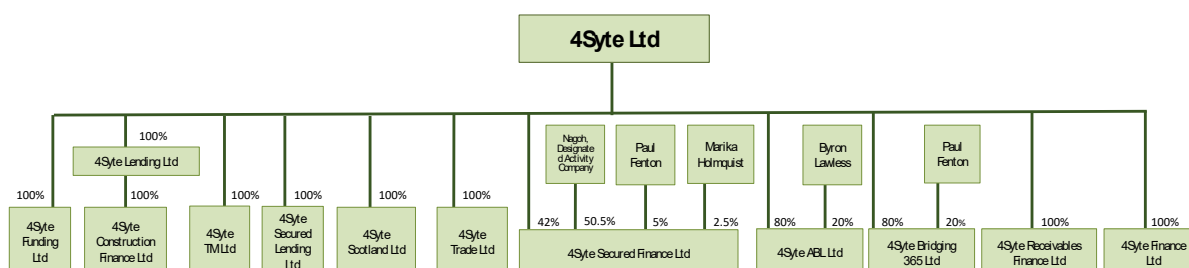 4Syte Ltd
100%
4Syte Lending Ltd
Nagoh,
Designate
d Activity
Company
Paul
Fenton
Marika
Holmquist
Byron
Lawless
Paul
Fenton
100%
100%
100%
100%
100%
100%
42%
50.5%
5%
2.5%
80%
20%
80%
20%
100%
100%
4Syte
Funding
Ltd
4Syte
Construction
Finance Ltd
4Syte
TM Ltd
4Syte
Secured
Lending
Ltd
4Syte
Scotland Ltd
4Syte
Trade Ltd
4Syte Secured Finance Ltd
4Syte ABL Ltd
4Syte Bridging
365 Ltd
4Syte Receivables
Finance Ltd
4Syte Finance
Ltd